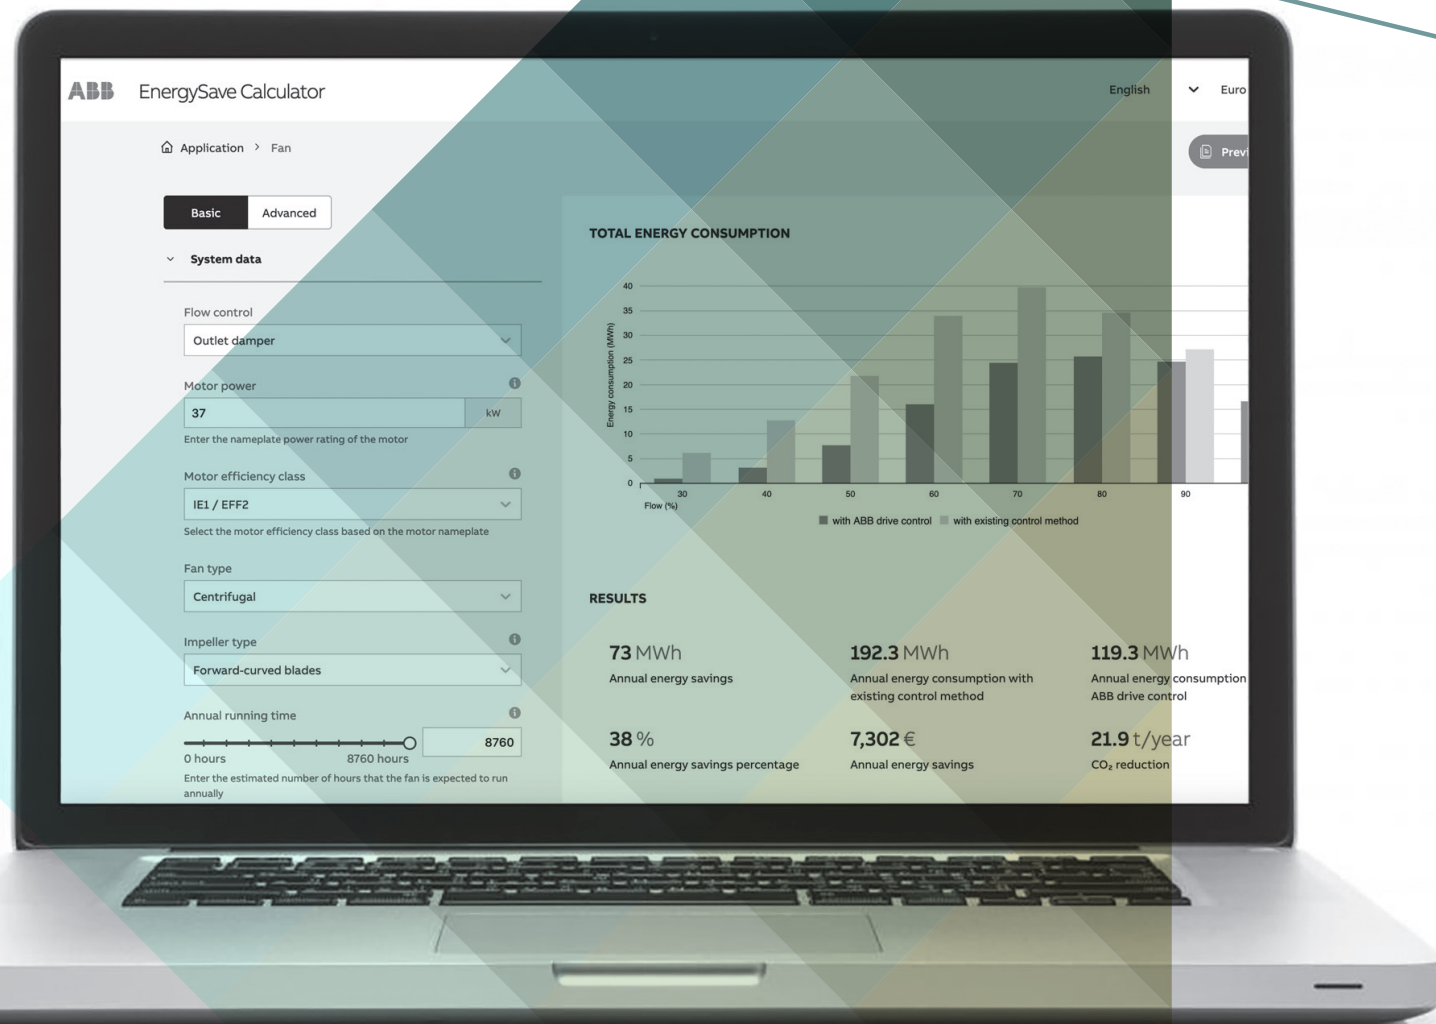 ABB EnergySave Calculator
English Euro
Application > Fan
Previ
Basic Advanced
System data
Flow control
Outlet damper
Motor power
37 kW
Enter the nameplate power rating of the motor
Motor efficiency class
IE1 / EFF2
Select the motor efficiency class based on the motor nameplate
Fan type
Centrifugal
Impeller type
Forward-curved blades
Annual running time
8760
0 hours 8760 hours
Enter the estimated number of hours that the fan is expected to run
annually
TOTAL ENERGY CONSUMPTION
Energy consumption (MWh)
40
35
30
25
20
15
10
5
0
30 40 50 60 70 80 90
Flow (%)
with ABB drive control with existing control method
RESULTS
73 MWh 192.3 MWh 119.3 MWh
Annual energy savings Annual energy consumption with Annual energy consumption
existing control method ABB drive control
38 % 7,302 € 21.9 t/year
Annual energy savings percentage Annual energy savings CO₂ reduction